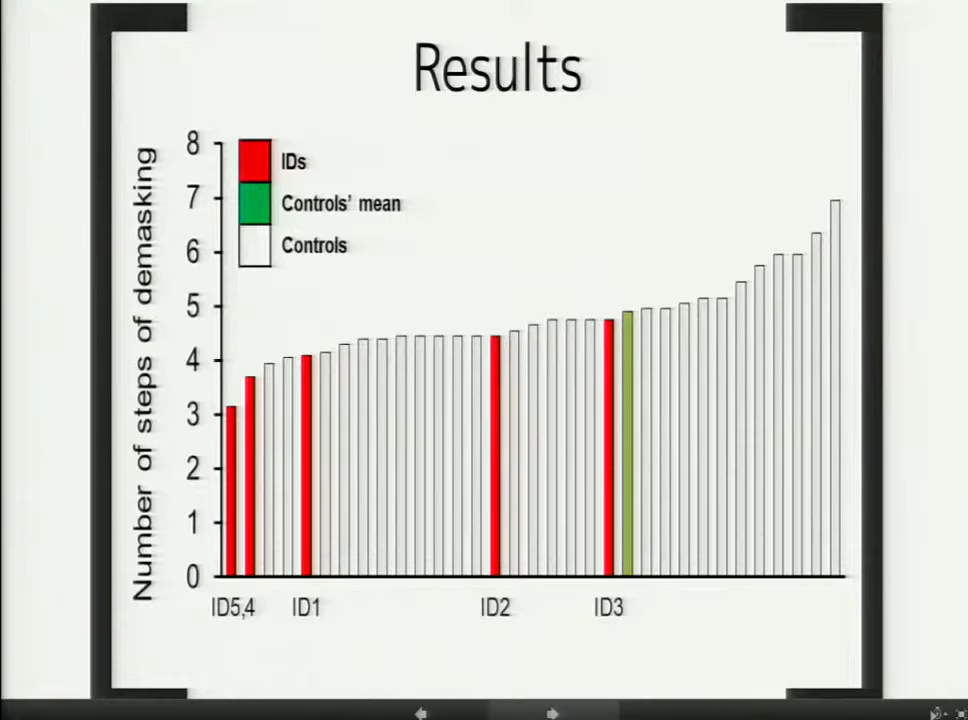 Results
Number of steps of demasking
8
7
6
5
4
3
2
1
0
IDs
Controls' mean
Controls
ID5,4
ID1
ID2
ID3